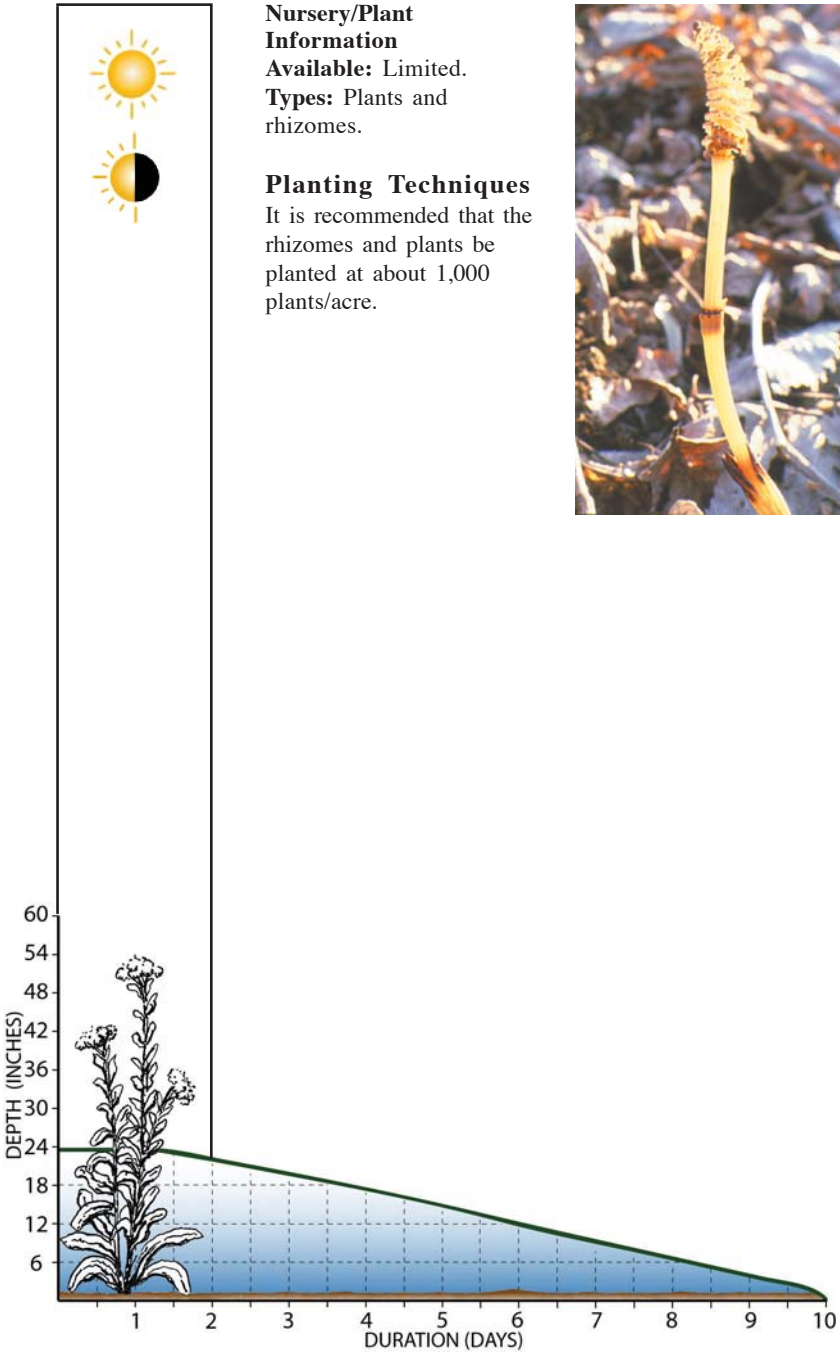 Nursery/Plant
Information
Available: Limited.
Types: Plants and
rhizomes.
Planting Techniques
It is recommended that the
rhizomes and plants be
planted at about 1,000
plants/acre.
60
54
48
42
36
30
24
18
12
6
DEPTH (INCHES)
1 2 3 4 5 6 7 8 9 10
DURATION (DAYS)